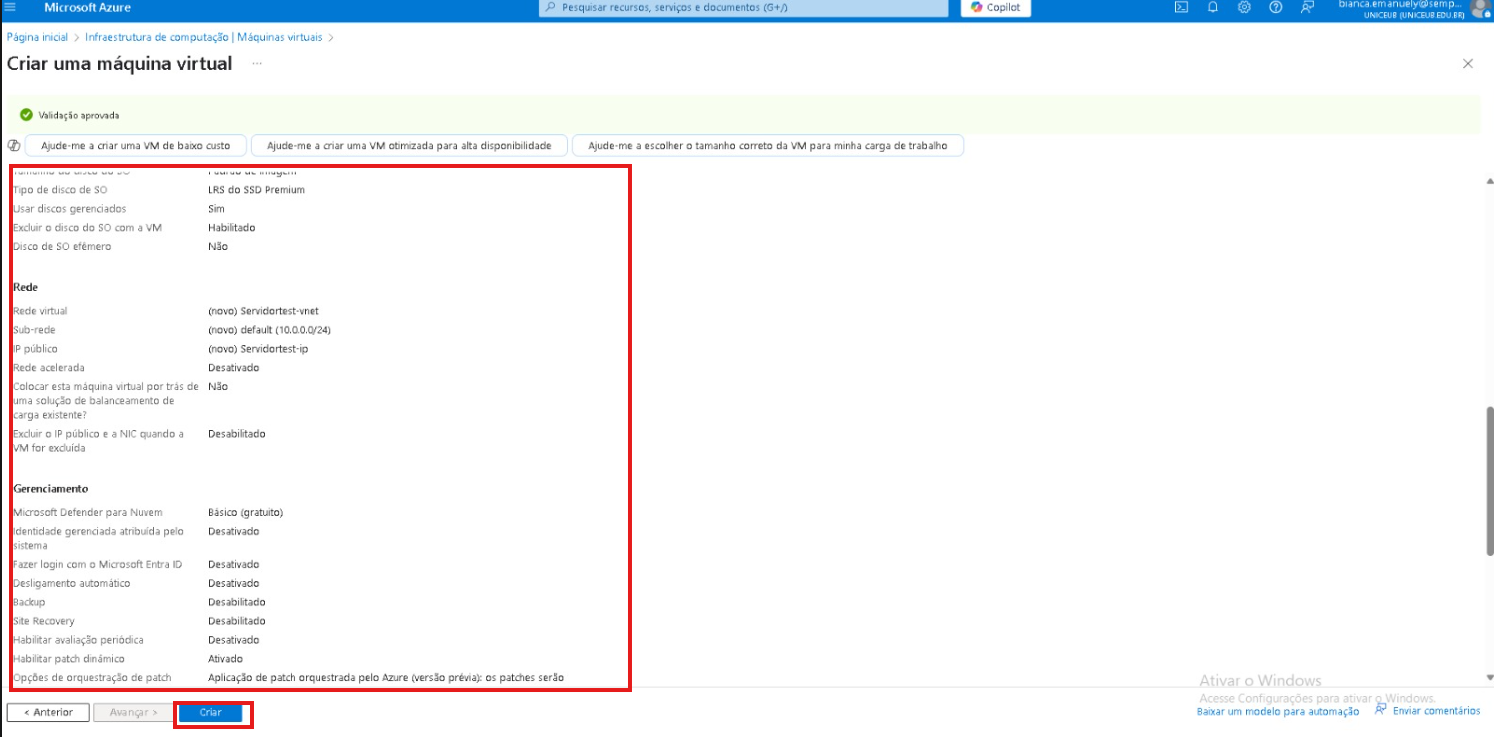 Microsoft Azure
Pesquisar recursos, serviços e documentos (G+/)
Copilot
bianca.emanuely@semp...
UNICEUB (UNICEUB.EDU.BR)
Página inicial > Infraestrutura de computação | Máquinas virtuais >
Criar uma máquina virtual ...
Validação aprovada
Ajude-me a criar uma VM de baixo custo
Ajude-me a criar uma VM otimizada para alta disponibilidade
Ajude-me a escolher o tamanho correto da VM para minha carga de trabalho
Tamanho do disco do SO Padrão de imagem
Tipo de disco de SO LRS do SSD Premium
Usar discos gerenciados Sim
Excluir o disco do SO com a VM Habilitado
Disco de SO efêmero Não
Rede
Rede virtual (novo) Servidortest-vnet
Sub-rede (novo) default (10.0.0.0/24)
IP público (novo) Servidortest-ip
Rede acelerada Desativado
Colocar esta máquina virtual por trás de Não
uma solução de balanceamento de
carga existente?
Excluir o IP público e a NIC quando a Desabilitado
VM for excluída
Gerenciamento
Microsoft Defender para Nuvem Básico (gratuito)
Identidade gerenciada atribuída pelo Desativado
sistema
Fazer login com o Microsoft Entra ID Desativado
Desligamento automático Desativado
Backup Desabilitado
Site Recovery Desabilitado
Habilitar avaliação periódica Desativado
Habilitar patch dinâmico Ativado
Opções de orquestração de patch Aplicação de patch orquestrada pelo Azure (versão prévia): os patches serão
Ativar o Windows
Acesse Configurações para ativar o Windows.
< Anterior
Avançar >
Criar
Baixar um modelo para automação
Enviar comentários